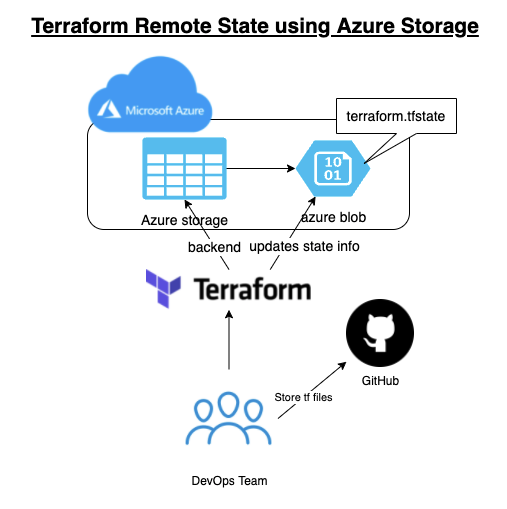 Terraform Remote State using Azure Storage
Microsoft Azure
terraform.tfstate
10
01
Azure storage
azure blob
backend
updates state info
Terraform
GitHub
Store tf files
DevOps Team